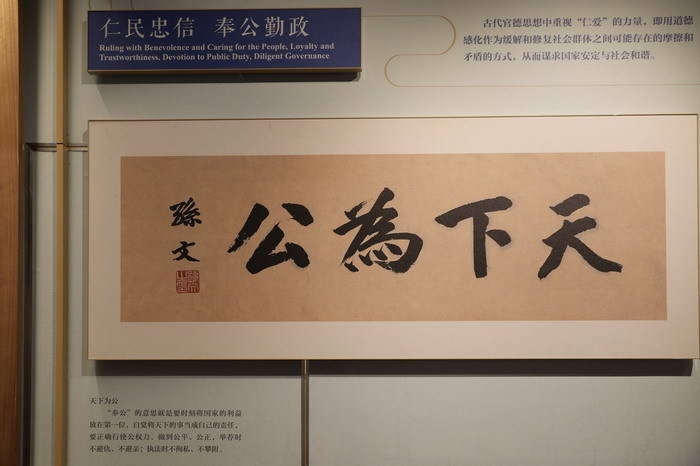 仁民忠信 奉公勤政
Ruling with Benevolence and Caring for the People, Loyalty and
Trustworthiness, Devotion to Public Duty, Diligent Governance
古代官德思想中重视“仁爱”的力量，即用道德
感化作为缓解和修复社会群体之间可能存在的摩擦和
矛盾的方式，从而谋求国家安定与社会和谐。
天下為公
孫文
天下为公
“奉公”的意思就是要时刻将国家的利益
放在第一位，自觉将天下的事当成自己的责任，
要正确行使公权力，做到公平、公正，举荐时
不避仇、不避亲；执法时不徇私、不攀附。